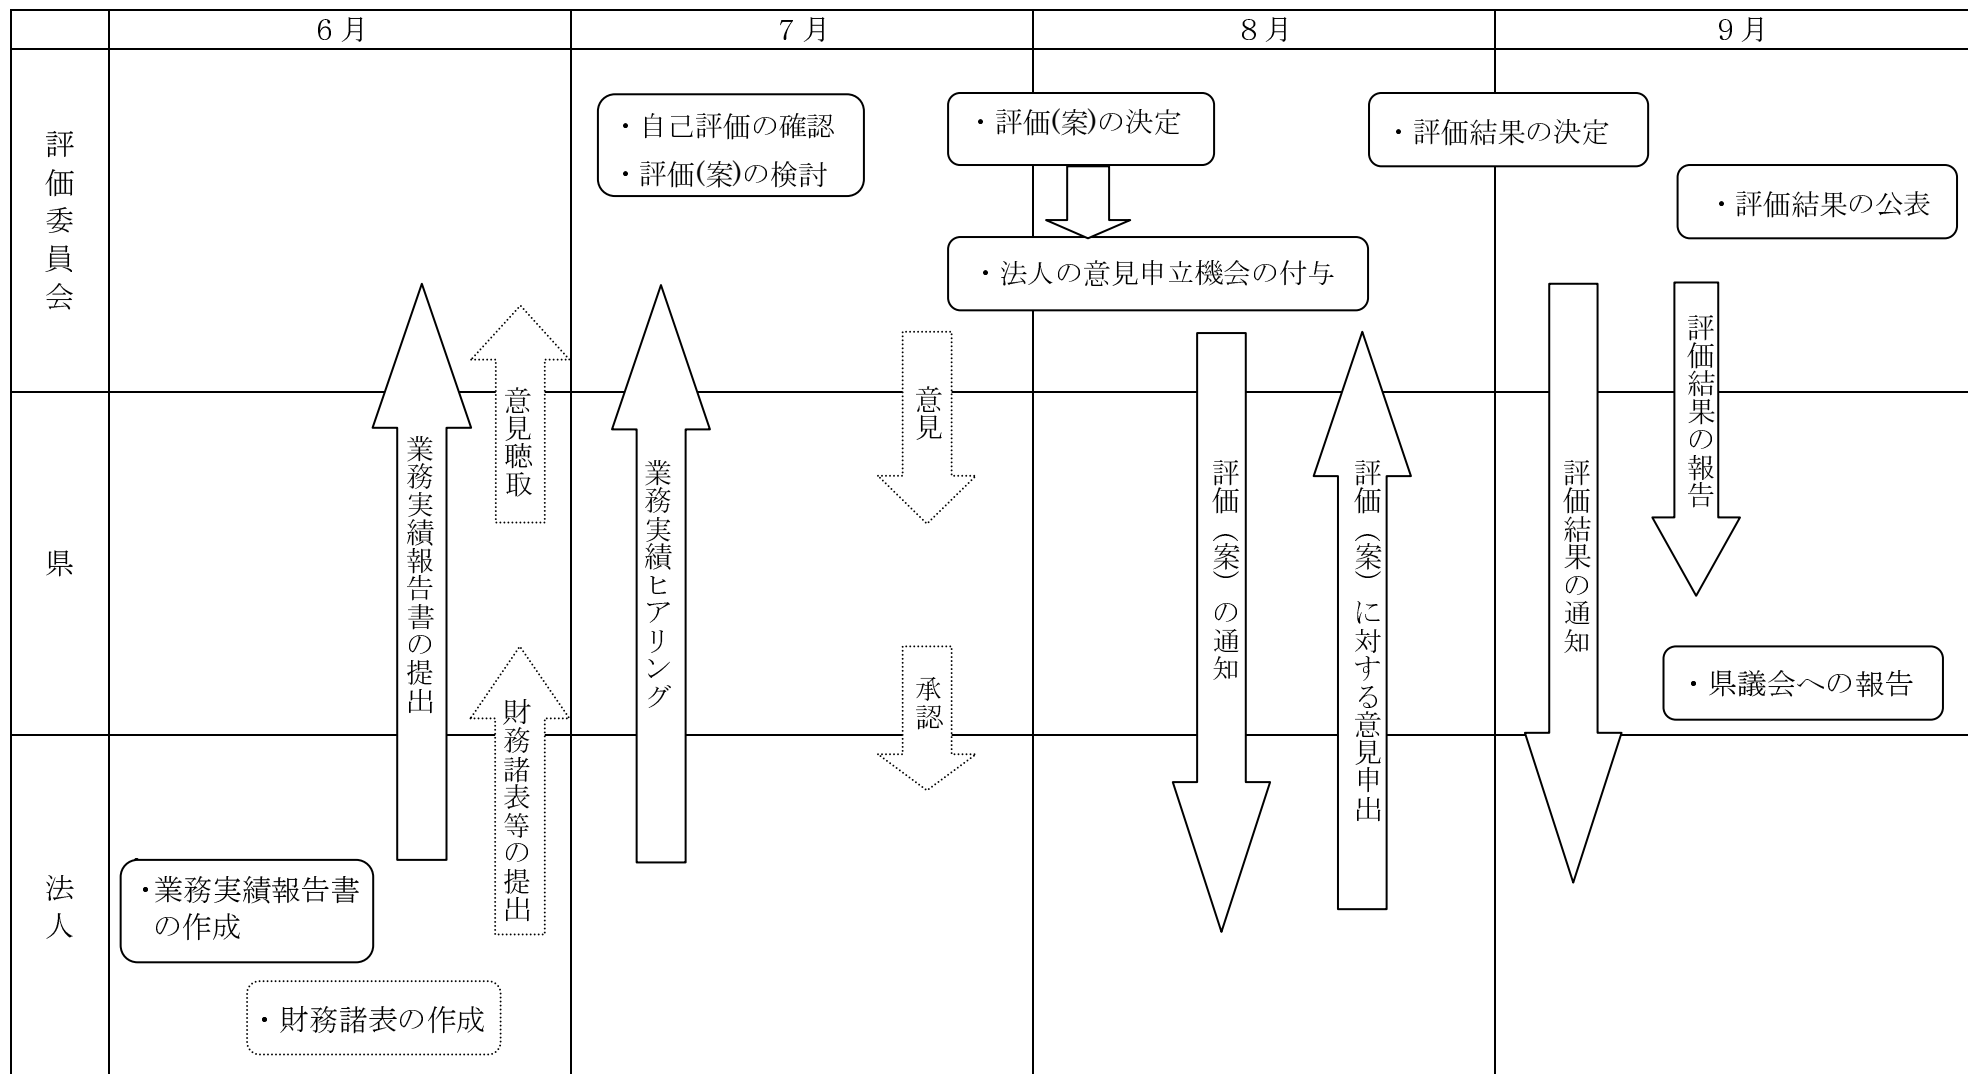 ６月
７月
８月
９月
評価委員会
・自己評価の確認
・評価(案)の検討
・評価(案)の決定
・法人の意見申立機会の付与
・評価結果の決定
・評価結果の公表
県
業務実績報告書の提出
意見聴取
財務諸表等の提出
業務実績ヒアリング
意見
承認
評価（案）の通知
評価（案）に対する意見申出
評価結果の通知
評価結果の報告
・県議会への報告
法人
・業務実績報告書
の作成
・財務諸表の作成